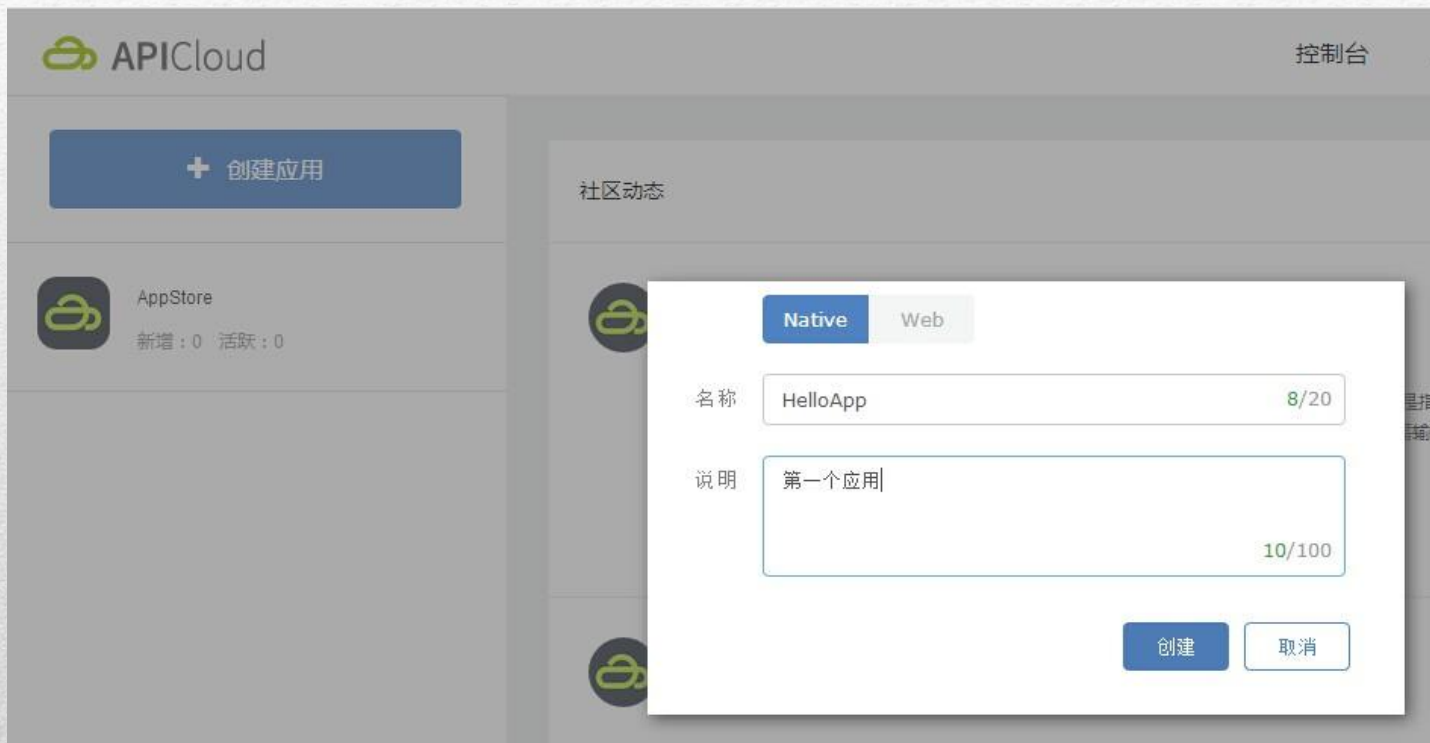 APICloud
控制台
创建应用
社区动态
AppStore
新增：0 活跃：0
Native Web
名称 HelloApp 8/20
说明 第一个应用
10/100
创建 取消